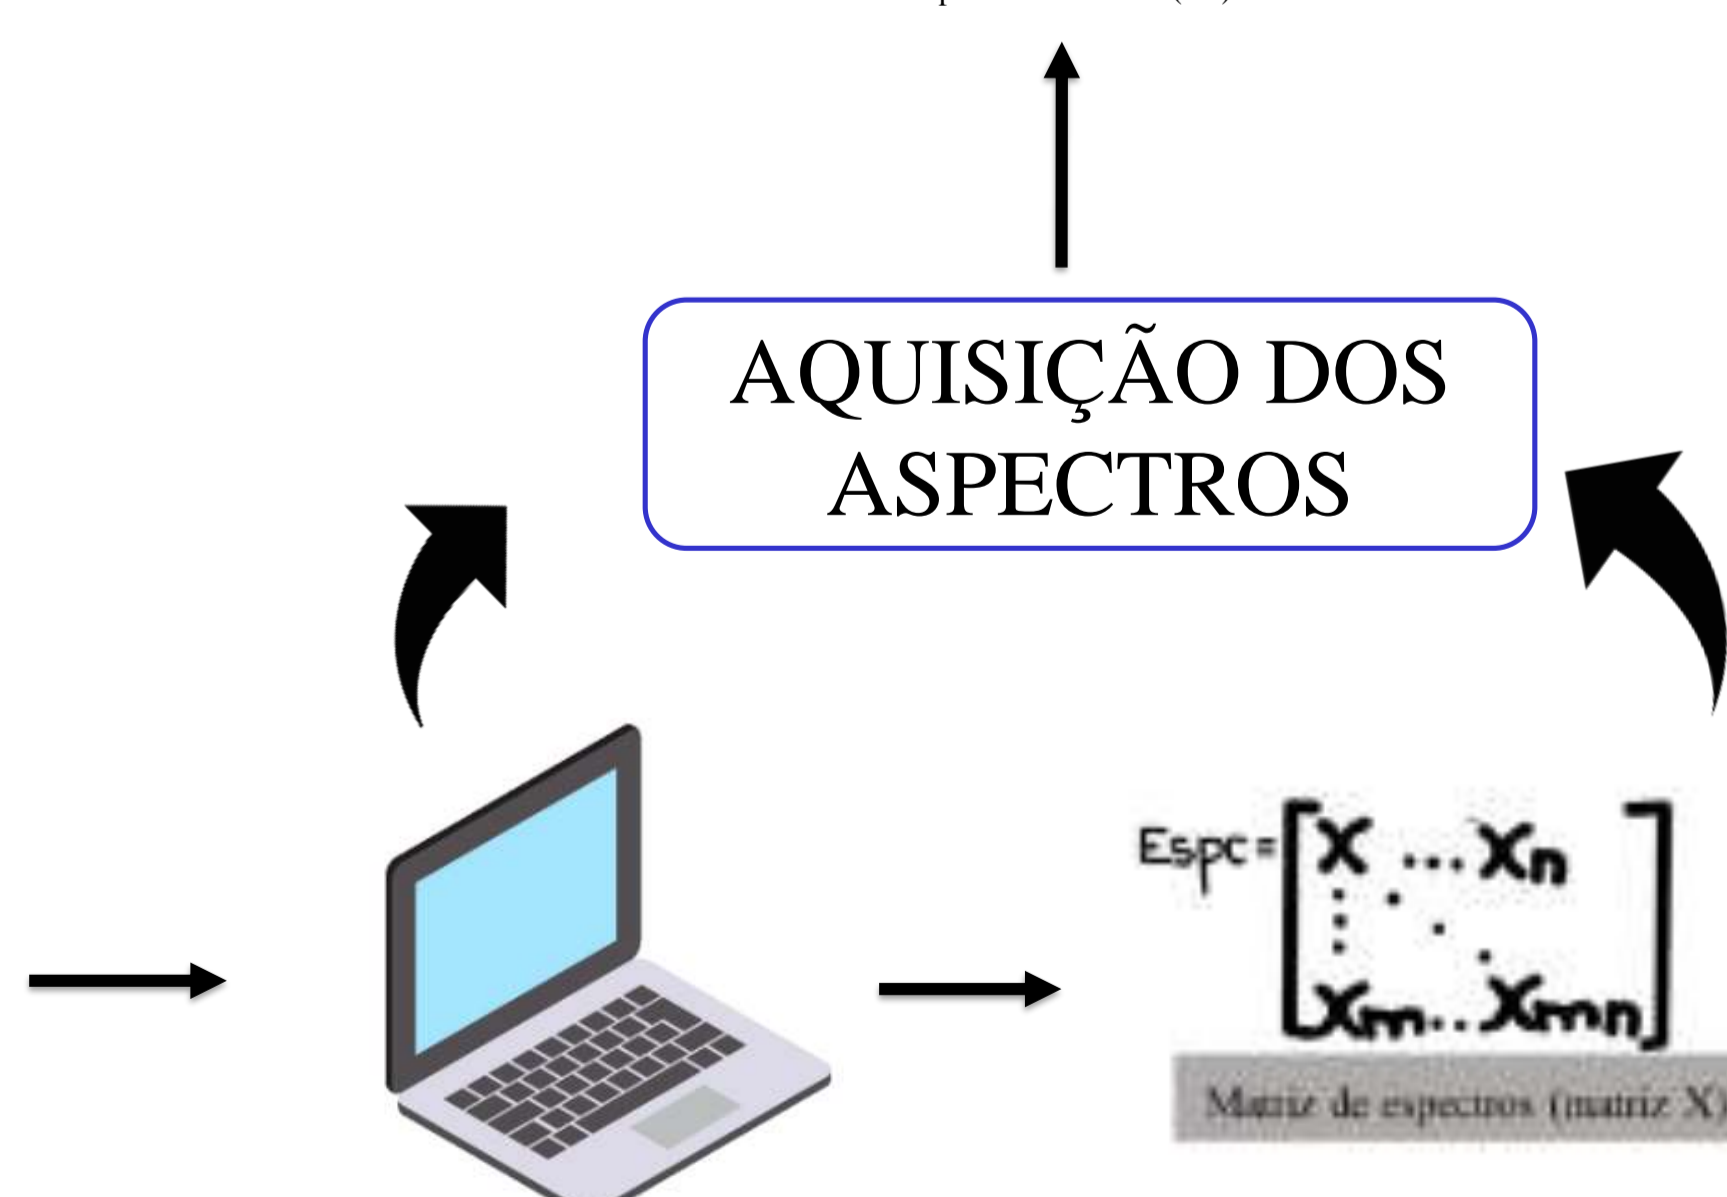 AQUISIÇÃO DOS
ASPECTROS
Espc = [X ... Xn
Xm .. Xmn]
Matriz de espectros (matriz X)